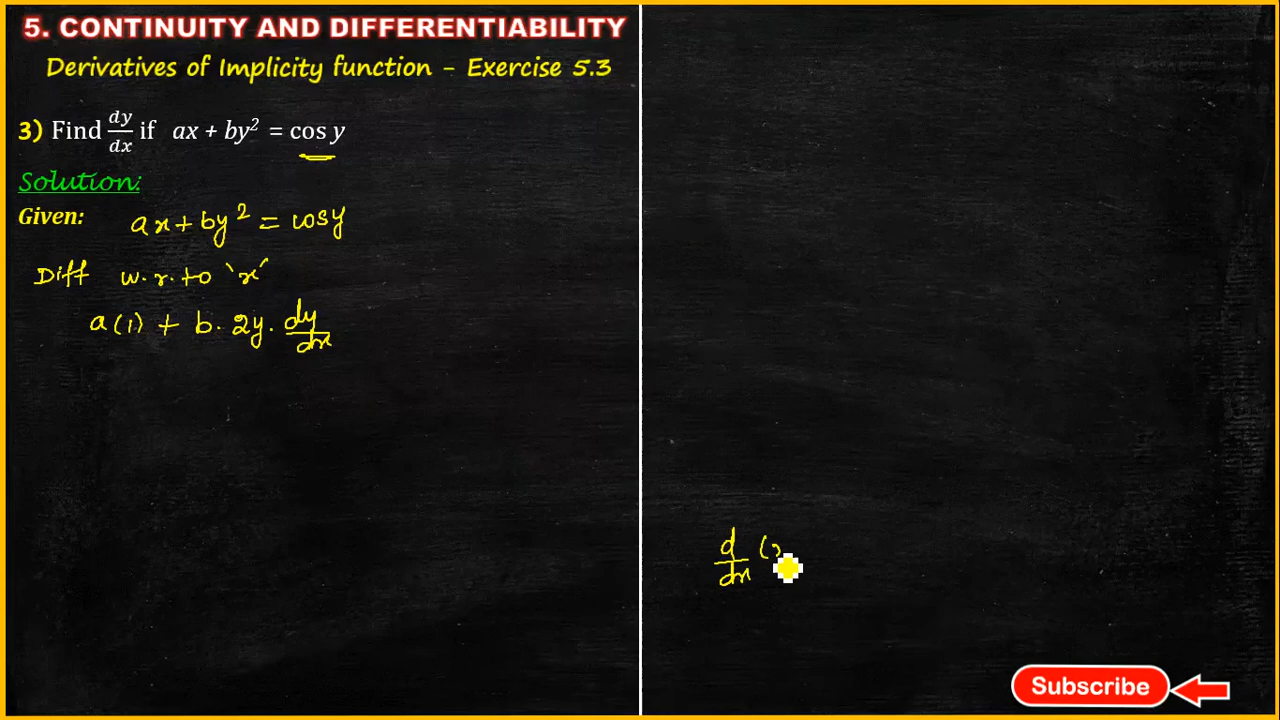 5. CONTINUITY AND DIFFERENTIABILITY
Derivatives of Implicity function - Exercise 5.3
3) Find dy/dx if ax + by² = cos y
Solution:
Given: ax + by² = cosy
Diff w.r.to 'x'
a(1) + b. 2y. dy/dx
d/dx (
Subscribe